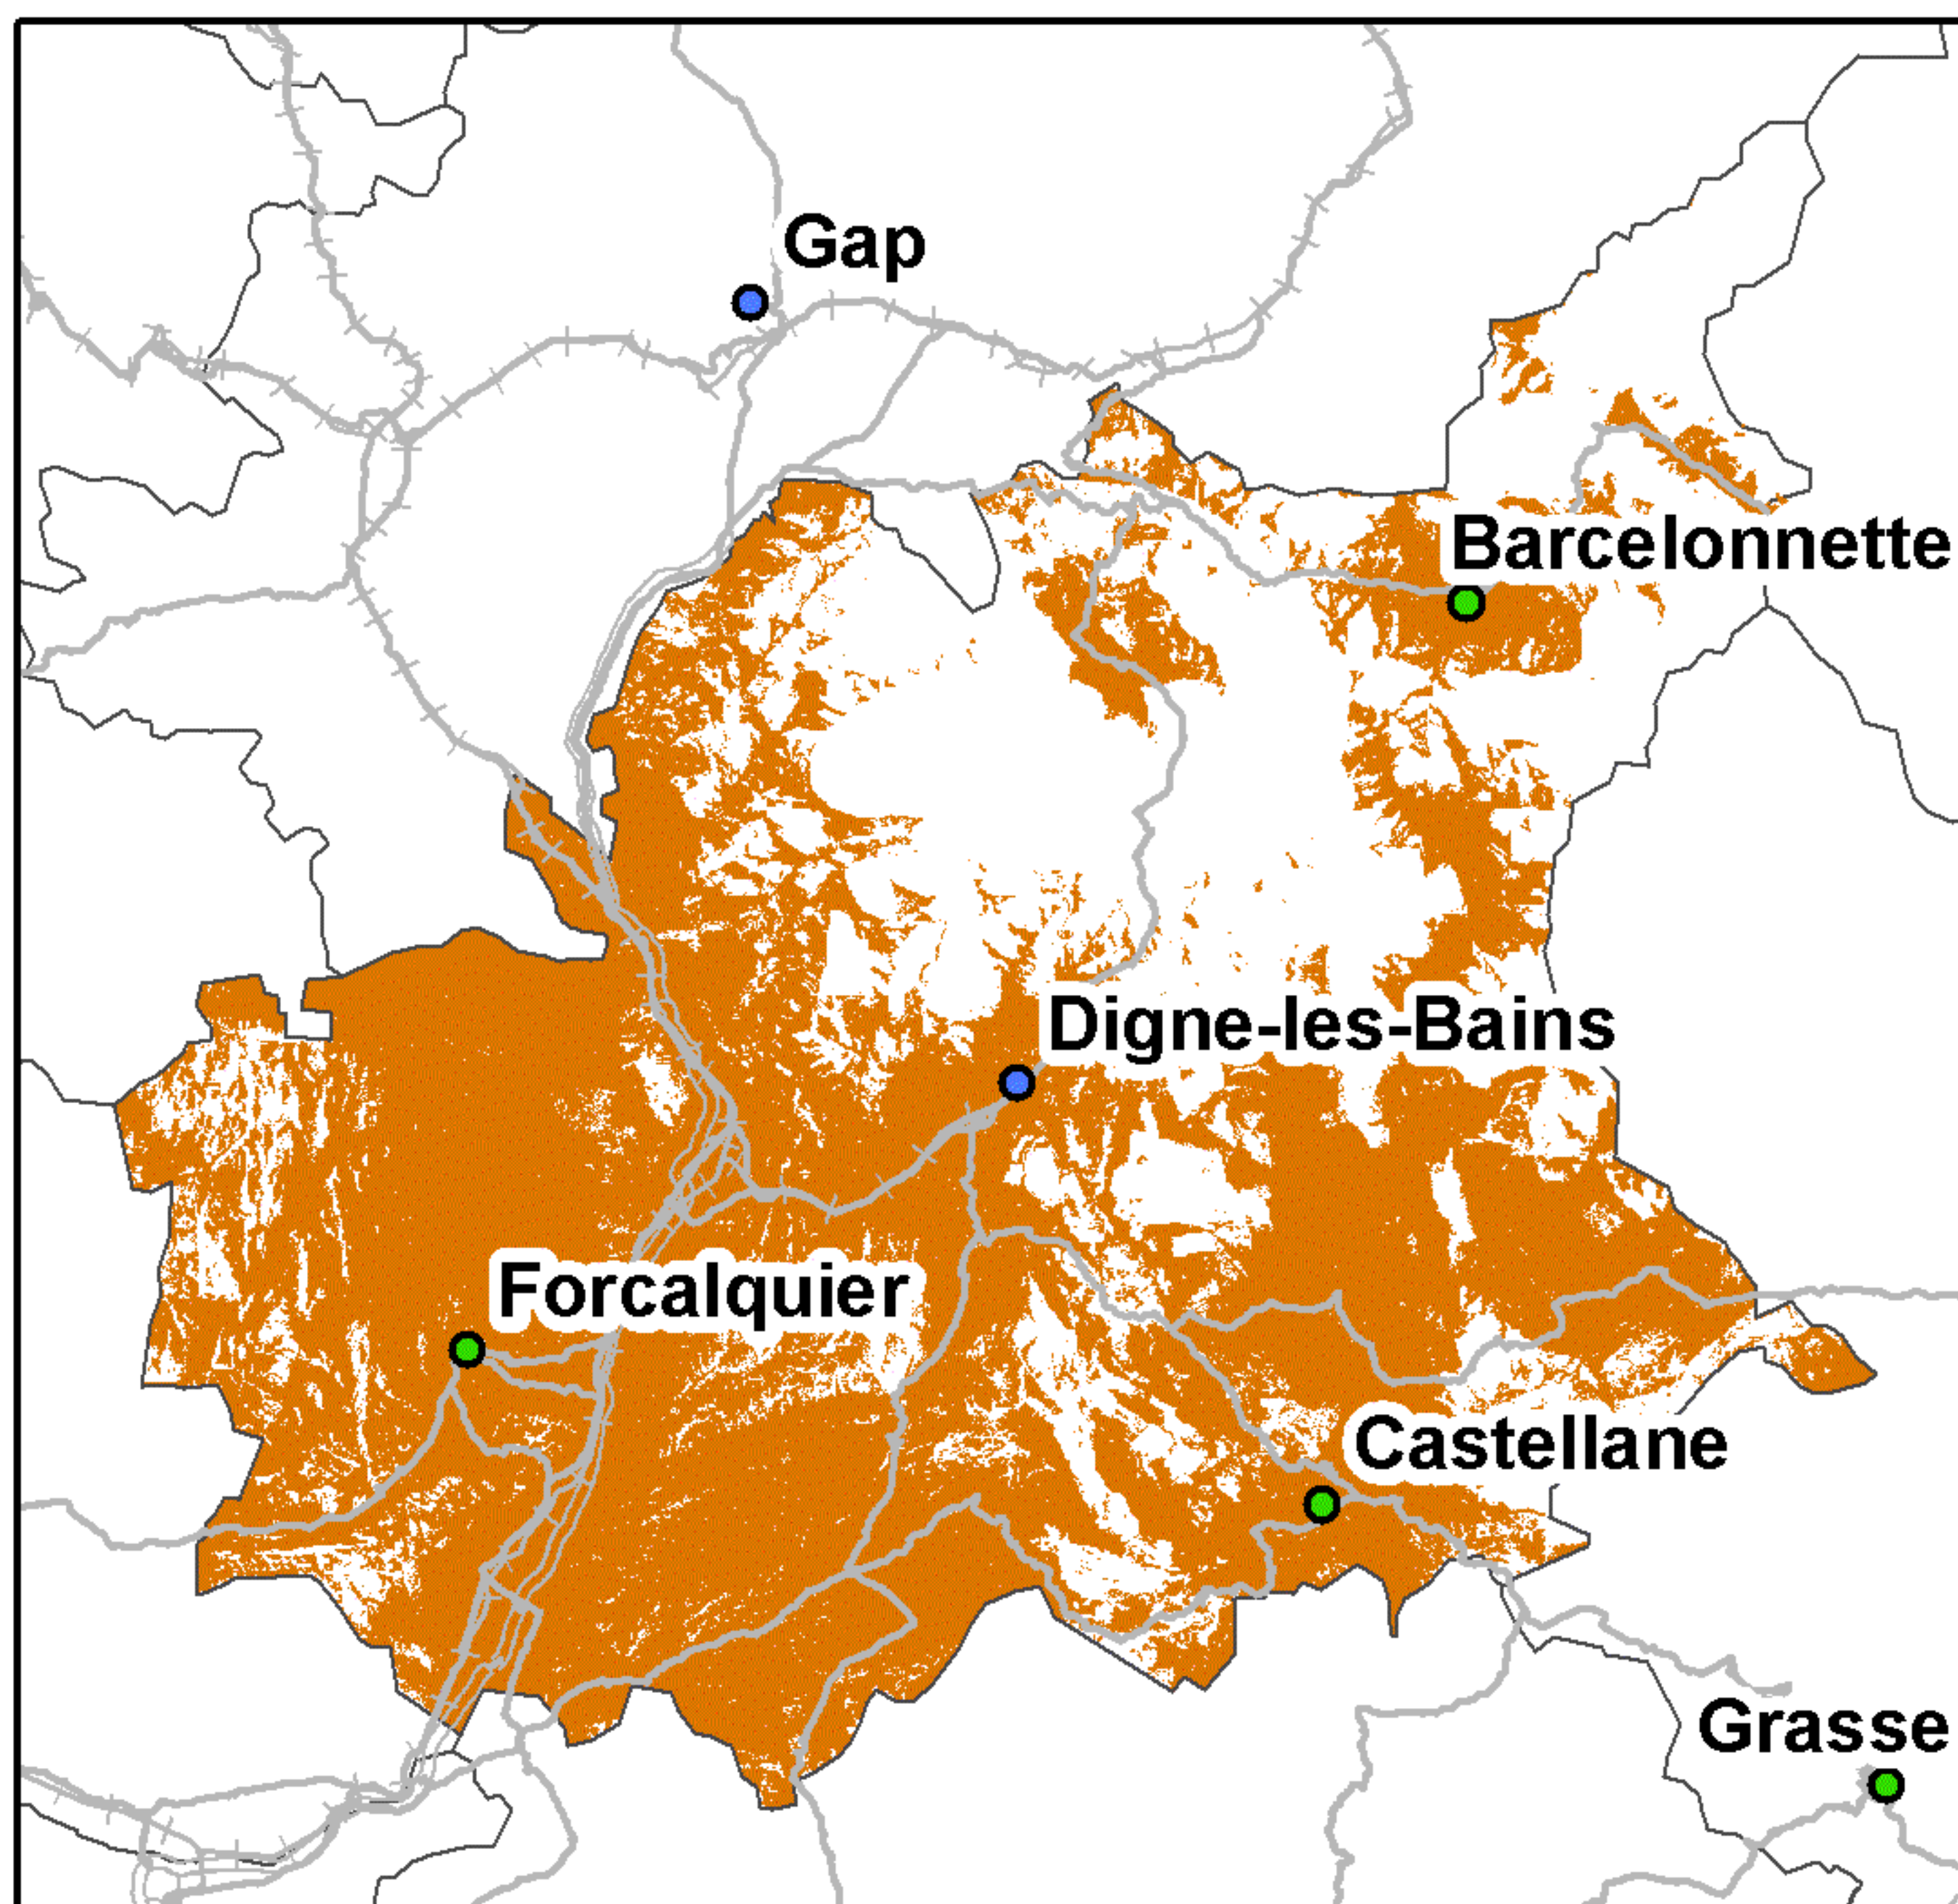 Gap
Barcelonnette
Digne-les-Bains
Forcalquier
Castellane
Grasse